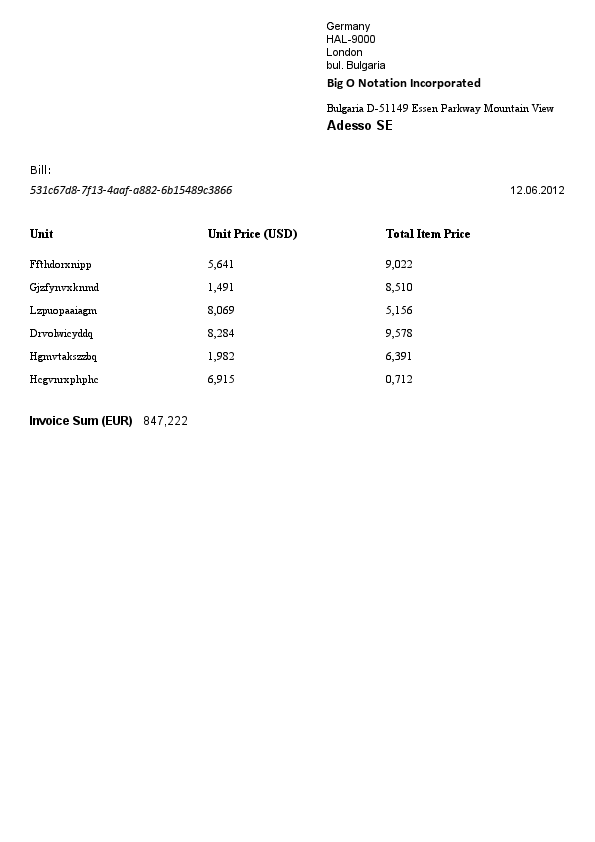 Germany
HAL-9000
London
bul. Bulgaria
Big O Notation Incorporated
Bulgaria D-51149 Essen Parkway Mountain View
Adesso SE
Bill:
531c67d8-7f13-4aaf-a882-6b15489c3866 12.06.2012
Unit Unit Price (USD) Total Item Price
Ffthdorxnipp 5,641 9,022
Gjzfynvxknmd 1,491 8,510
Lzpuopaaiagm 8,069 5,156
Drvolwicyddq 8,284 9,578
Hgmvtakszzbq 1,982 6,391
Hcgvnrxphphc 6,915 0,712
Invoice Sum (EUR) 847,222